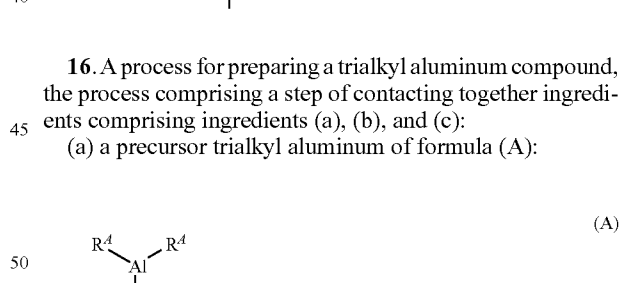 16. A process for preparing a trialkyl aluminum compound,
the process comprising a step of contacting together ingredi-
45 ents comprising ingredients (a), (b), and (c):
(a) a precursor trialkyl aluminum of formula (A):
(A)
R^A R^A
50 Al